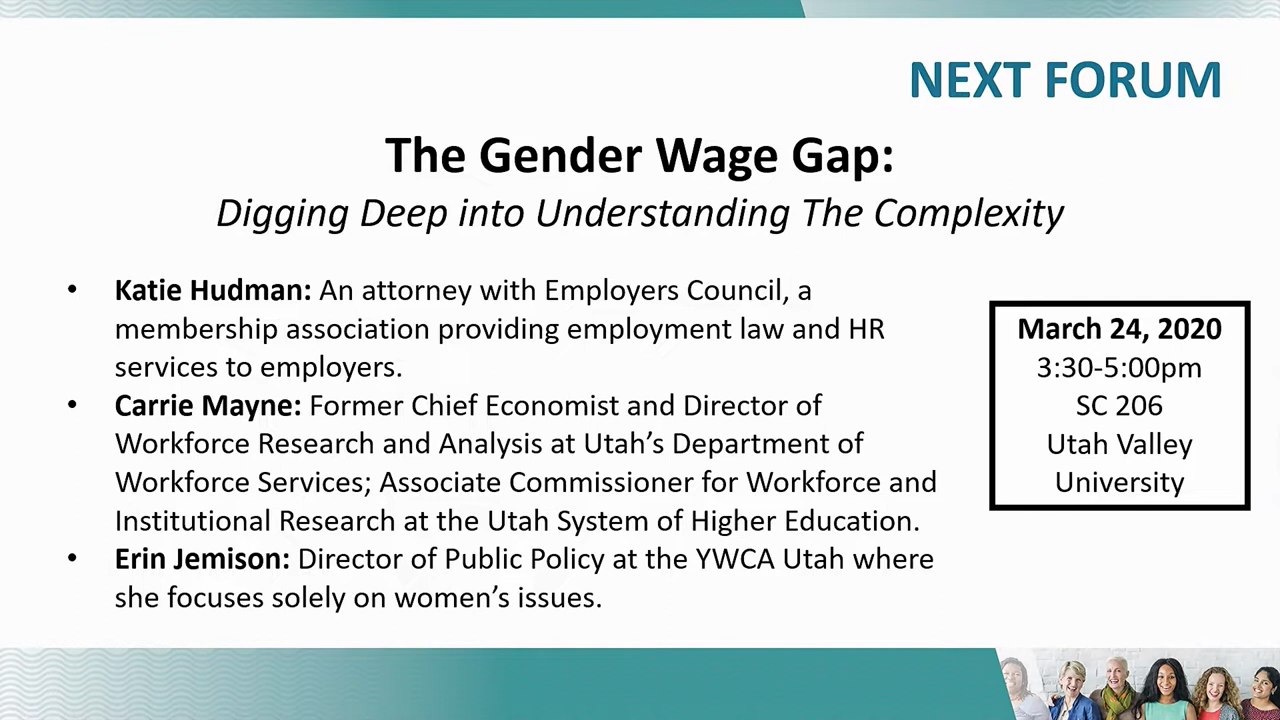 NEXT FORUM
The Gender Wage Gap:
Digging Deep into Understanding The Complexity
• Katie Hudman: An attorney with Employers Council, a
membership association providing employment law and HR
services to employers.
• Carrie Mayne: Former Chief Economist and Director of
Workforce Research and Analysis at Utah’s Department of
Workforce Services; Associate Commissioner for Workforce and
Institutional Research at the Utah System of Higher Education.
• Erin Jemison: Director of Public Policy at the YWCA Utah where
she focuses solely on women’s issues.
March 24, 2020
3:30-5:00pm
SC 206
Utah Valley
University